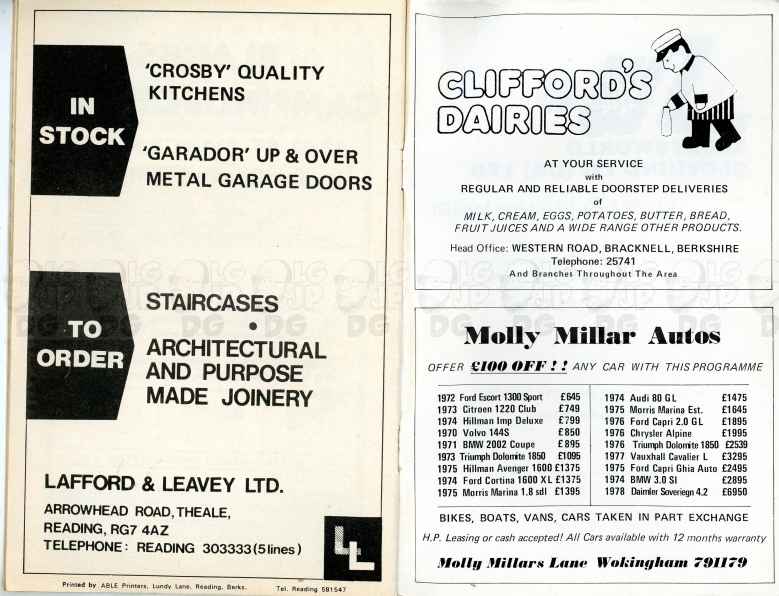 IN
STOCK
'CROSBY' QUALITY
KITCHENS
'GARADOR' UP & OVER
METAL GARAGE DOORS
TO
ORDER
STAIRCASES
•
ARCHITECTURAL
AND PURPOSE
MADE JOINERY
LAFFORD & LEAVEY LTD.
ARROWHEAD ROAD, THEALE,
READING, RG7 4AZ
TELEPHONE: READING 303333 (5 lines)
LL
Printed by ABLE Printers, Lundy Lane, Reading, Berks. Tel. Reading 581547
CLIFFORD'S
DAIRIES
AT YOUR SERVICE
with
REGULAR AND RELIABLE DOORSTEP DELIVERIES
of
MILK, CREAM, EGGS, POTATOES, BUTTER, BREAD,
FRUIT JUICES AND A WIDE RANGE OTHER PRODUCTS.
Head Office: WESTERN ROAD, BRACKNELL, BERKSHIRE
Telephone: 25741
And Branches Throughout The Area
Molly Millar Autos
OFFER £100 OFF!! ANY CAR WITH THIS PROGRAMME
1972 Ford Escort 1300 Sport £645
1973 Citroen 1220 Club £749
1974 Hillman Imp Deluxe £799
1970 Volvo 144S £850
1971 BMW 2002 Coupe £895
1973 Triumph Dolomite 1850 £1095
1975 Hillman Avenger 1600 £1375
1974 Ford Cortina 1600 XL £1375
1975 Morris Marina 1.8 sdl £1395
1974 Audi 80 GL £1475
1975 Morris Marina Est. £1645
1976 Ford Capri 2.0 GL £1895
1976 Chrysler Alpine £1995
1976 Triumph Dolomite 1850 £2539
1977 Vauxhall Cavalier L £3295
1975 Ford Capri Ghia Auto £2495
1974 BMW 3.0 SI £2895
1978 Daimler Soveriegn 4.2 £6950
BIKES, BOATS, VANS, CARS TAKEN IN PART EXCHANGE
H.P. Leasing or cash accepted! All Cars available with 12 months warranty
Molly Millars Lane Wokingham 791179